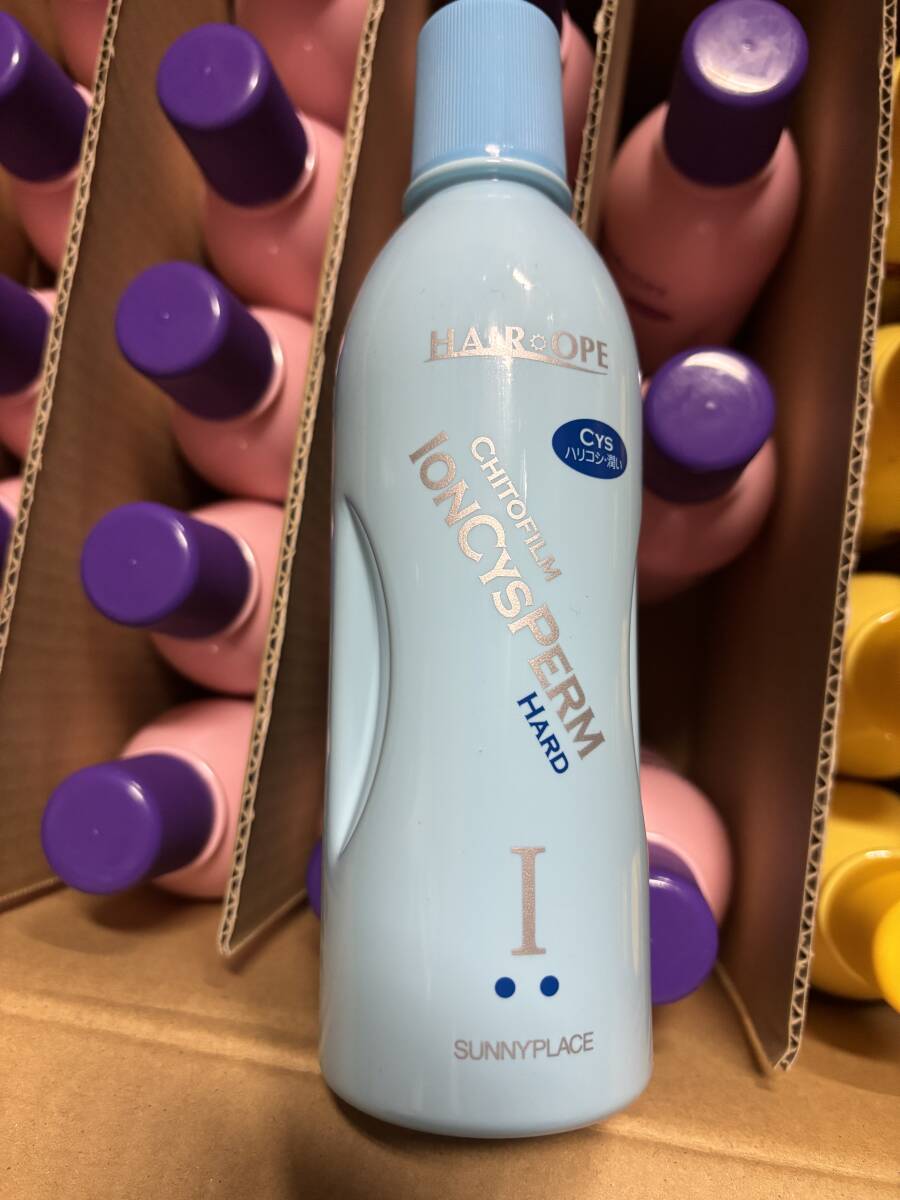 HAIR OPE
Cys
ハリコシ・潤い
CHITOFILM
IONCYSPERM
HARD
I
SUNNYPLACE